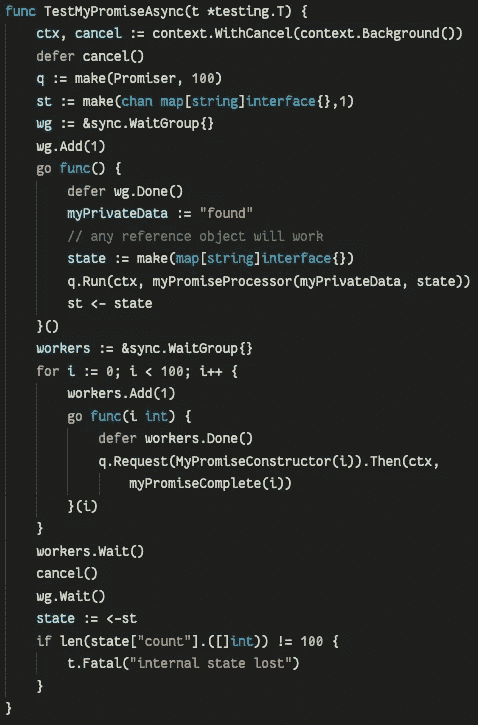 func TestMyPromiseAsync(t *testing.T) {
    ctx, cancel := context.WithCancel(context.Background())
    defer cancel()
    q := make(Promiser, 100)
    st := make(chan map[string]interface{},1)
    wg := &sync.WaitGroup{}
    wg.Add(1)
    go func() {
        defer wg.Done()
        myPrivateData := "found"
        // any reference object will work
        state := make(map[string]interface{})
        q.Run(ctx, myPromiseProcessor(myPrivateData, state))
        st <- state
    }()
    workers := &sync.WaitGroup{}
    for i := 0; i < 100; i++ {
        workers.Add(1)
        go func(i int) {
            defer workers.Done()
            q.Request(MyPromiseConstructor(i)).Then(ctx,
                myPromiseComplete(i))
        }(i)
    }
    workers.Wait()
    cancel()
    wg.Wait()
    state := <-st
    if len(state["count"].([]int)) != 100 {
        t.Fatal("internal state lost")
    }
}